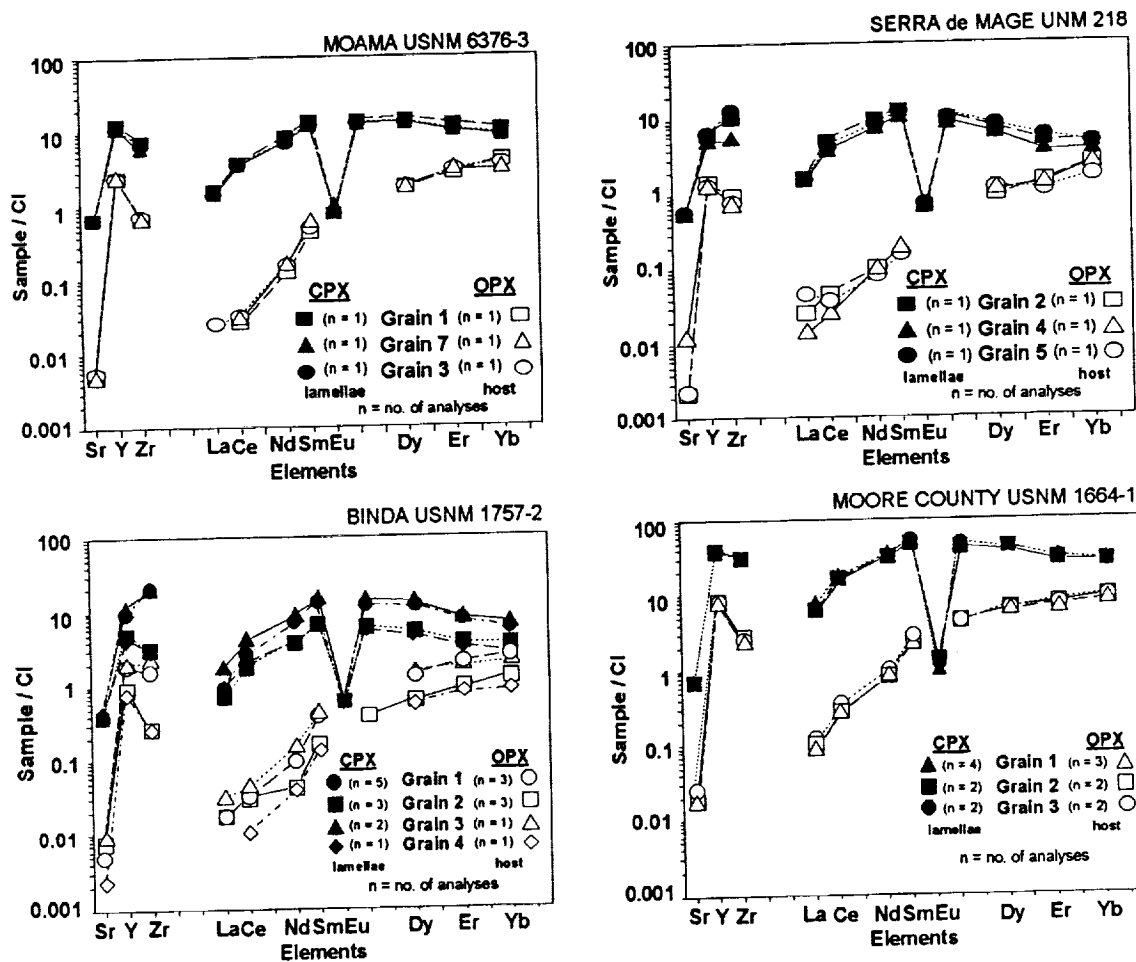 MOAMA USNM 6376-3
100
10
1
0.1
0.01
0.001
Sample / CI
CPX OPX
(n = 1) Grain 1 (n = 1)
(n = 1) Grain 7 (n = 1)
(n = 1) Grain 3 (n = 1)
lamellae host
n = no. of analyses
Sr Y Zr La Ce Nd Sm Eu Dy Er Yb
Elements
SERRA de MAGE UNM 218
100
10
1
0.1
0.01
0.001
Sample / CI
CPX OPX
(n = 1) Grain 2 (n = 1)
(n = 1) Grain 4 (n = 1)
(n = 1) Grain 5 (n = 1)
lamellae host
n = no. of analyses
Sr Y Zr La Ce Nd Sm Eu Dy Er Yb
Elements
BINDA USNM 1757-2
100
10
1
0.1
0.01
0.001
Sample / CI
CPX OPX
(n = 5) Grain 1 (n = 3)
(n = 3) Grain 2 (n = 3)
(n = 2) Grain 3 (n = 1)
(n = 1) Grain 4 (n = 1)
lamellae host
n = no. of analyses
Sr Y Zr La Ce Nd Sm Eu Dy Er Yb
Elements
MOORE COUNTY USNM 1664-1
100
10
1
0.1
0.01
0.001
Sample / CI
CPX OPX
(n = 4) Grain 1 (n = 3)
(n = 2) Grain 2 (n = 2)
(n = 2) Grain 3 (n = 2)
lamellae host
n = no. of analyses
Sr Y Zr La Ce Nd Sm Eu Dy Er Yb
Elements